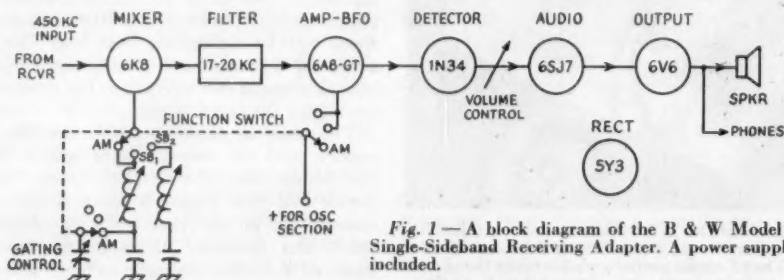 MIXER FILTER AMP-BFO DETECTOR AUDIO OUTPUT
450 KC
INPUT
FROM
RCVR
6K8
17-20 KC
6A8-GT
1N34
6SJ7
6V6
SPKR
VOLUME
CONTROL
PHONES
FUNCTION SWITCH
AM
SB1
SB2
AM
RECT
5Y3
+ FOR OSC
SECTION
GATING
CONTROL
AM
Fig. 1 — A block diagram of the B & W Model
Single-Sideband Receiving Adapter. A power suppl
included.